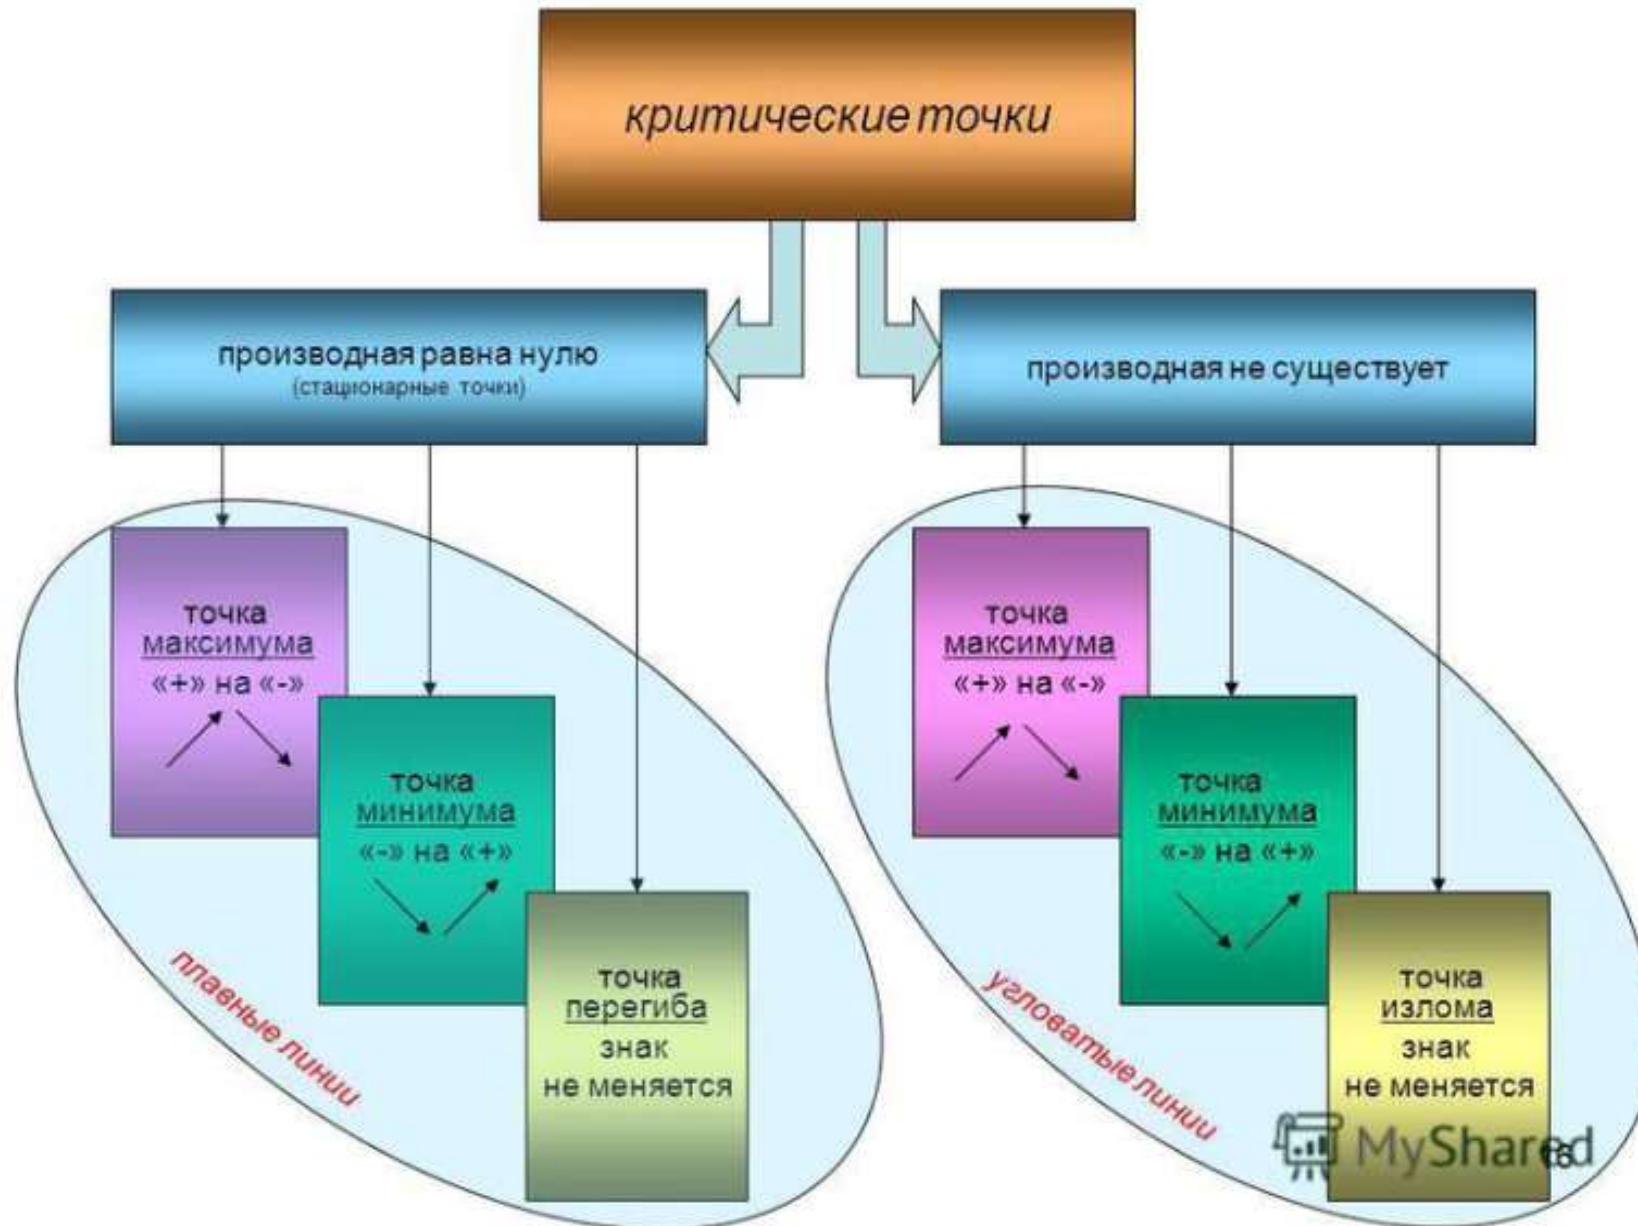 критические точки
производная равна нулю
(стационарные точки)
производная не существует
точка
максимума
«+» на «-»
точка
минимума
«-» на «+»
точка
перегиба
знак
не меняется
плавные линии
точка
максимума
«+» на «-»
точка
минимума
«-» на «+»
точка
излома
знак
не меняется
угловатые линии
MyShared